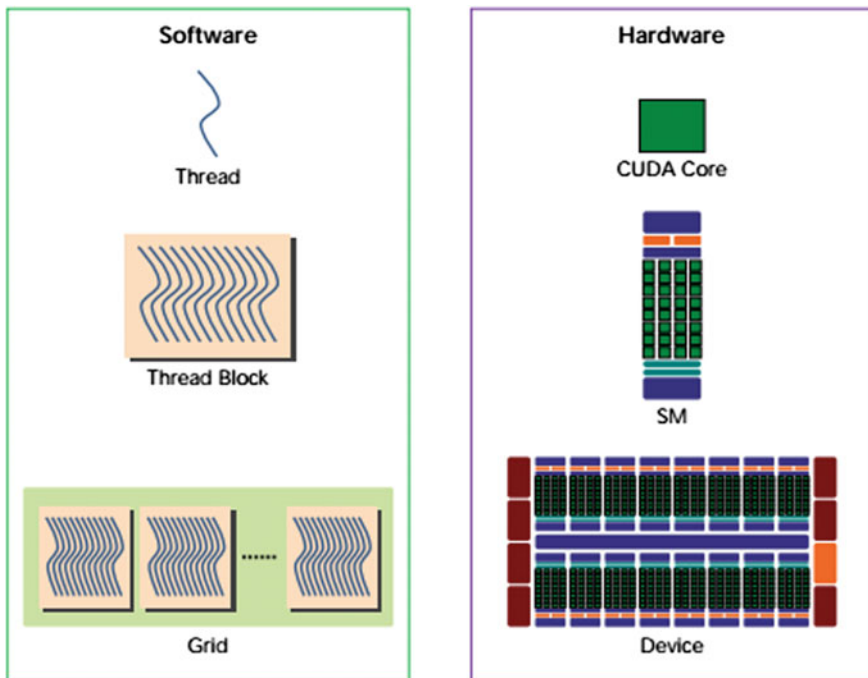 Software
Thread
Thread Block
......
Grid
Hardware
CUDA Core
SM
Device